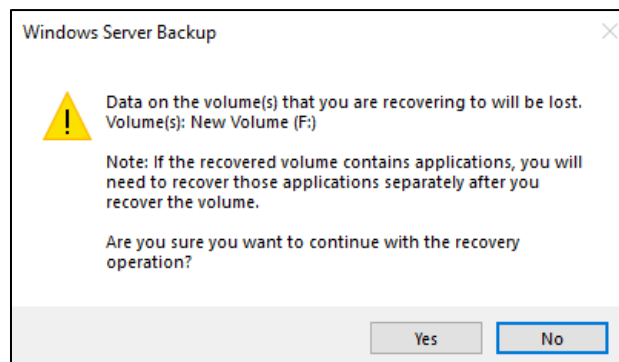 Windows Server Backup
Data on the volume(s) that you are recovering to will be lost.
Volume(s): New Volume (F:)
Note: If the recovered volume contains applications, you will
need to recover those applications separately after you
recover the volume.
Are you sure you want to continue with the recovery
operation?
Yes
No